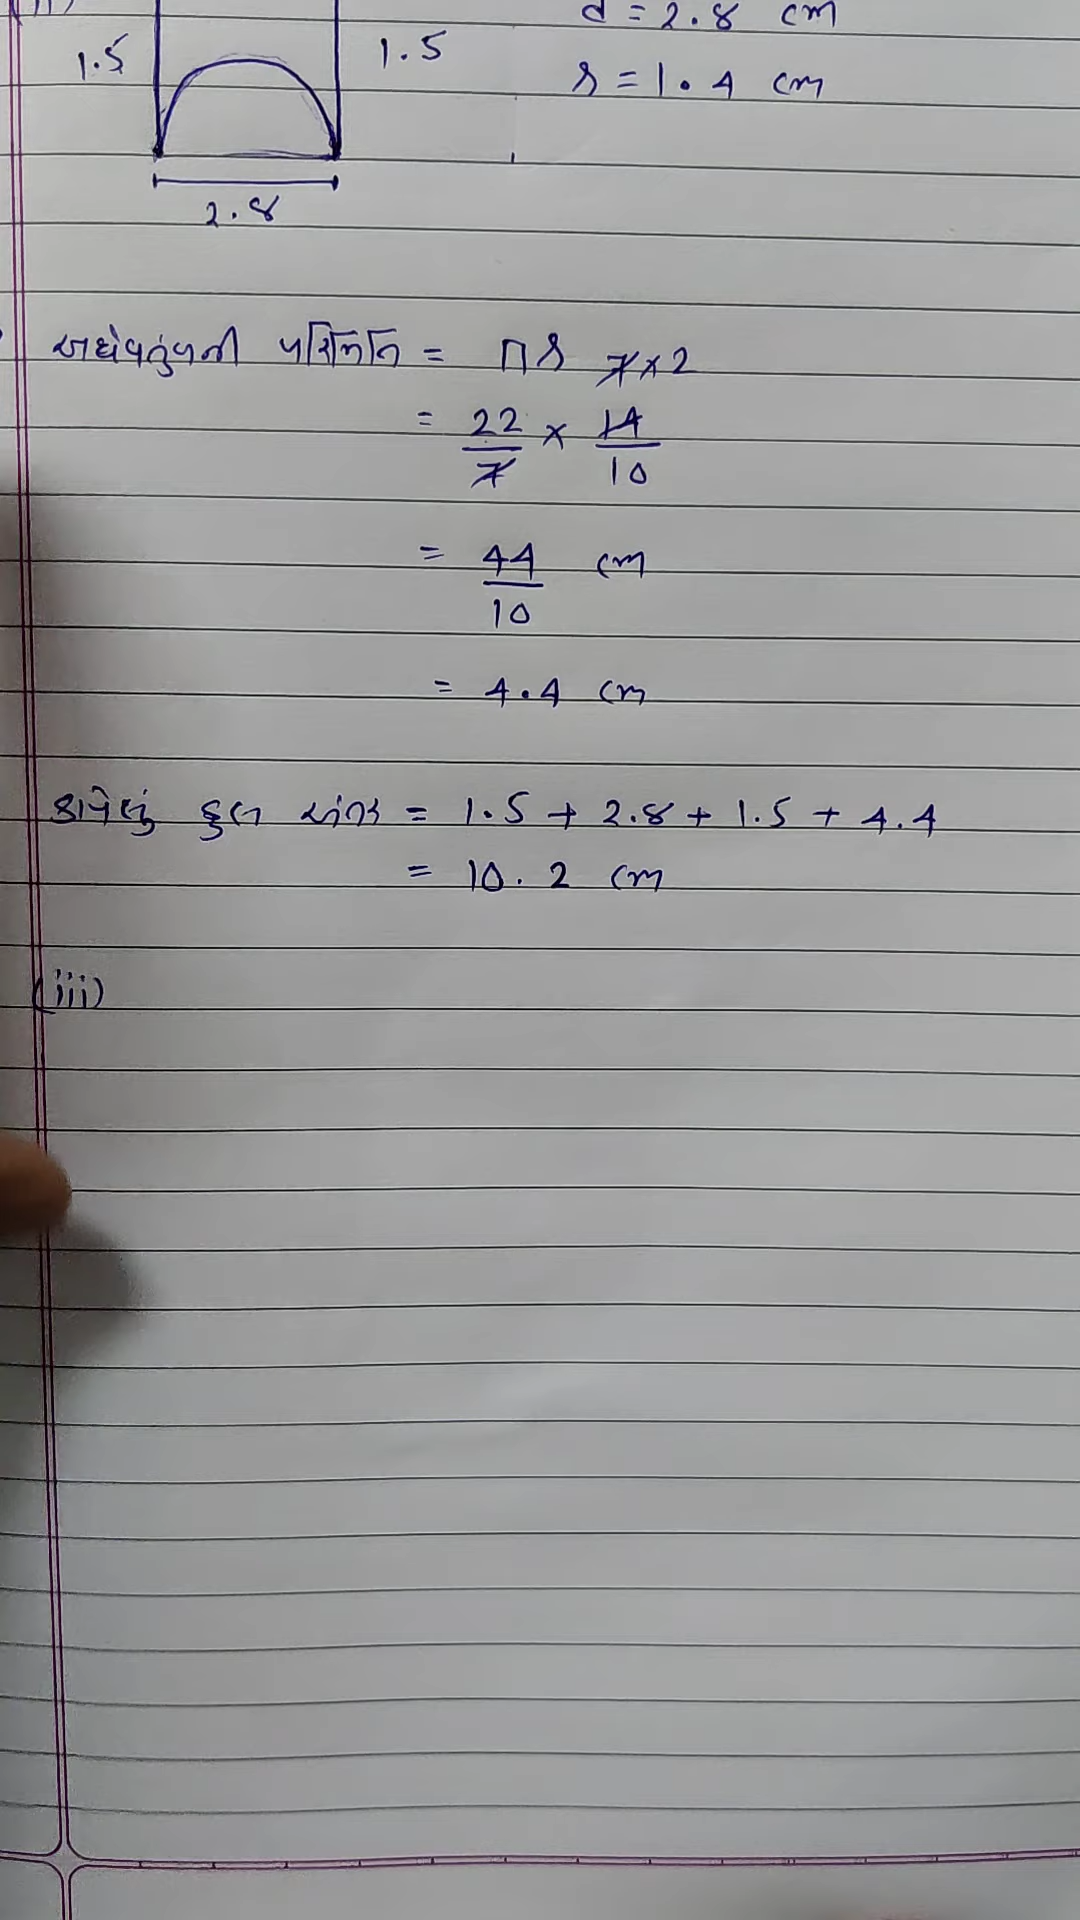 d = 2.8 cm
1.5 1.5
r = 1.4 cm
2.8
અર્ધવર્તુળની પરિમિતિ = πr
7×2
= 22/7 × 14/10
= 44/10 cm
= 4.4 cm
કાપેલું કુલ અંતર = 1.5 + 2.8 + 1.5 + 4.4
= 10.2 cm
(iii)